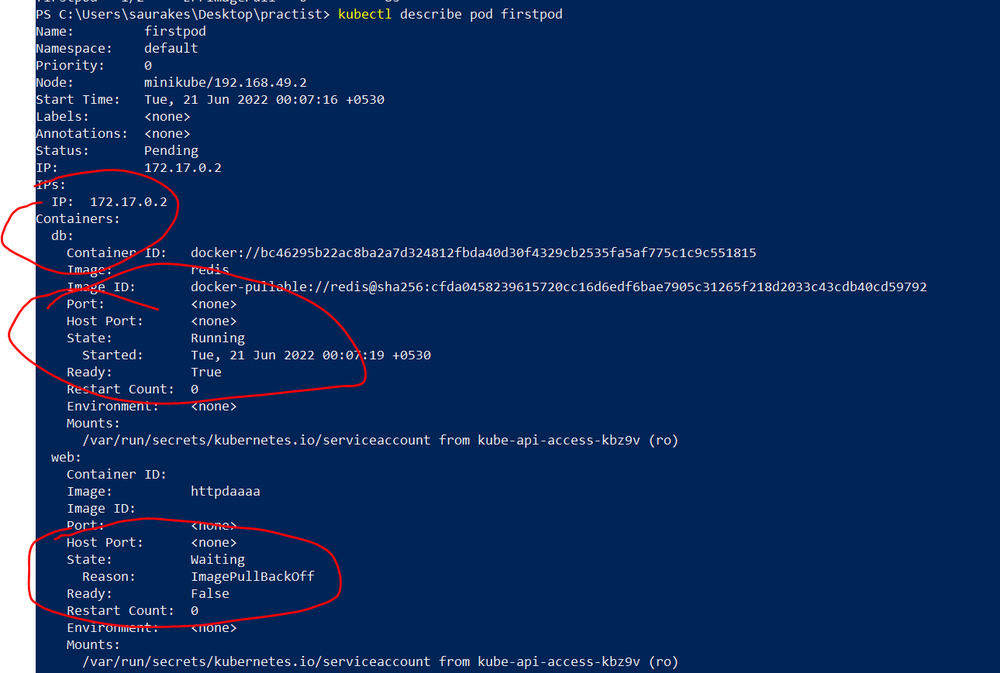 PS C:\Users\saurakes\Desktop\practist> kubectl describe pod firstpod
Name:         firstpod
Namespace:    default
Priority:     0
Node:         minikube/192.168.49.2
Start Time:   Tue, 21 Jun 2022 00:07:16 +0530
Labels:       <none>
Annotations:  <none>
Status:       Pending
IP:           172.17.0.2
IPs:
  IP:  172.17.0.2
Containers:
  db:
    Container ID:   docker://bc46295b22ac8ba2a7d324812fbda40d30f4329cb2535fa5af775c1c9c551815
    Image:          redis
    Image ID:       docker-pullable://redis@sha256:cfda0458239615720cc16d6edf6bae7905c31265f218d2033c43cdb40cd59792
    Port:           <none>
    Host Port:      <none>
    State:          Running
      Started:      Tue, 21 Jun 2022 00:07:19 +0530
    Ready:          True
    Restart Count:  0
    Environment:    <none>
    Mounts:
      /var/run/secrets/kubernetes.io/serviceaccount from kube-api-access-kbz9v (ro)
  web:
    Container ID:
    Image:          httpdaaaa
    Image ID:
    Port:           <none>
    Host Port:      <none>
    State:          Waiting
      Reason:       ImagePullBackOff
    Ready:          False
    Restart Count:  0
    Environment:    <none>
    Mounts:
      /var/run/secrets/kubernetes.io/serviceaccount from kube-api-access-kbz9v (ro)